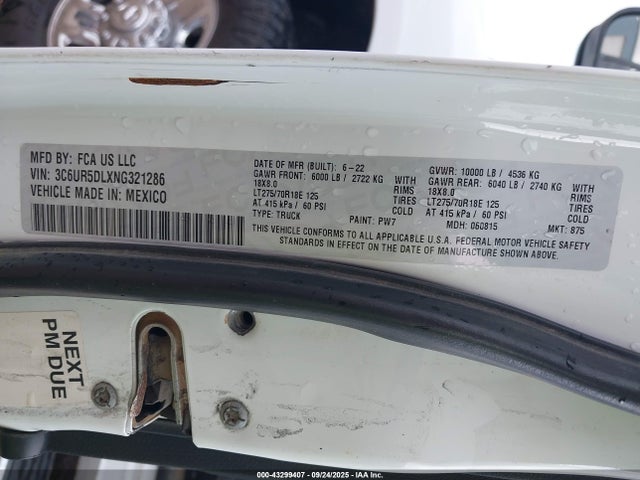 MFD BY: FCA US LLC
VIN: 3C6UR5DLXNG321286
VEHICLE MADE IN: MEXICO
DATE OF MFR (BUILT): 6-22
GAWR FRONT: 6000 LB / 2722 KG
18X8.0
LT275/70R18E 125
AT 415 kPa / 60 PSI
TYPE: TRUCK
WITH
RIMS
TIRES
COLD
PAINT: PW7
GVWR: 10000 LB / 4536 KG
GAWR REAR: 6040 LB / 2740 KG
18X8.0
LT275/70R18E 125
AT 415 kPa / 60 PSI
MDH: 060815
WITH
RIMS
TIRES
COLD
MKT: 875
THIS VEHICLE CONFORMS TO ALL APPLICABLE U.S.A. FEDERAL MOTOR VEHICLE SAFETY
STANDARDS IN EFFECT ON THE DATE OF MANUFACTURE SHOWN ABOVE.
NEXT
PM DUE
000-43299407 - 09/24/2025 - IAAI.COM